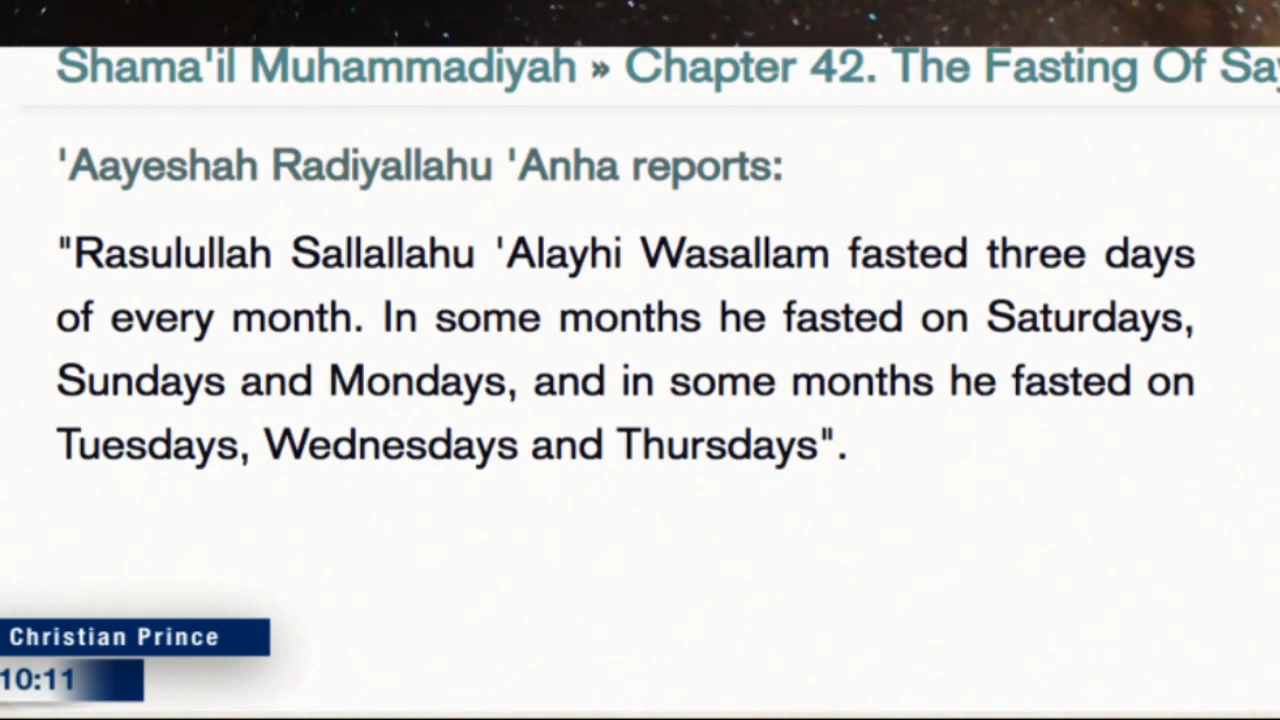 Shama'il Muhammadiyah » Chapter 42. The Fasting Of
'Aayeshah Radiyallahu 'Anha reports:
"Rasulullah Sallallahu 'Alayhi Wasallam fasted three days
of every month. In some months he fasted on Saturdays,
Sundays and Mondays, and in some months he fasted on
Tuesdays, Wednesdays and Thursdays".
Christian Prince
10:11